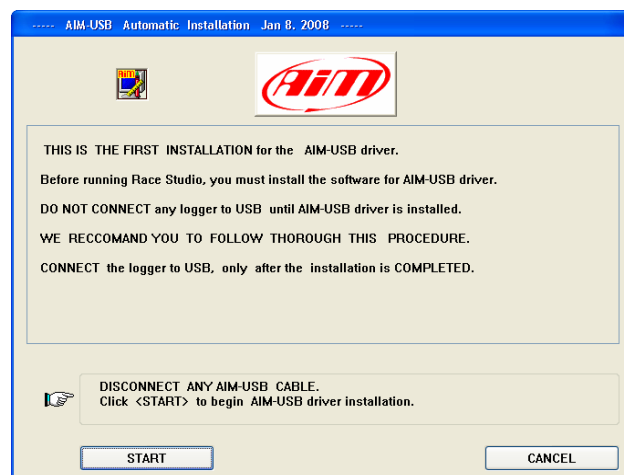 ----- AIM-USB Automatic Installation Jan 8, 2008 -----
AiM
AiM
THIS IS THE FIRST INSTALLATION for the AIM-USB driver.
Before running Race Studio, you must install the software for AIM-USB driver.
DO NOT CONNECT any logger to USB until AIM-USB driver is installed.
WE RECCOMAND YOU TO FOLLOW THOROUGH THIS PROCEDURE.
CONNECT the logger to USB, only after the installation is COMPLETED.
DISCONNECT ANY AIM-USB CABLE.
Click <START> to begin AIM-USB driver installation.
START
CANCEL